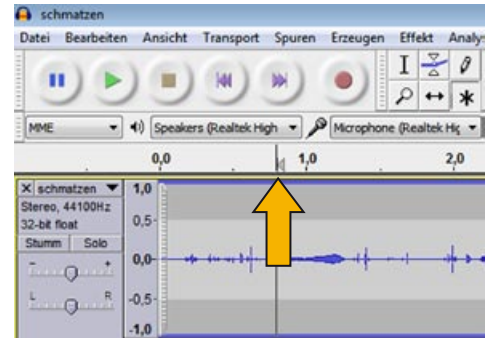 schmatzen
Datei Bearbeiten Ansicht Transport Spuren Erzeugen Effekt Analy
MME Speakers (Realtek High Microphone (Realtek Hig
0,0 1,0 2,0
schmatzen
Stereo, 44100Hz
32-bit float
Stumm Solo
- +
L R
1,0
0,5-
0,0-
-0,5-
-1,0